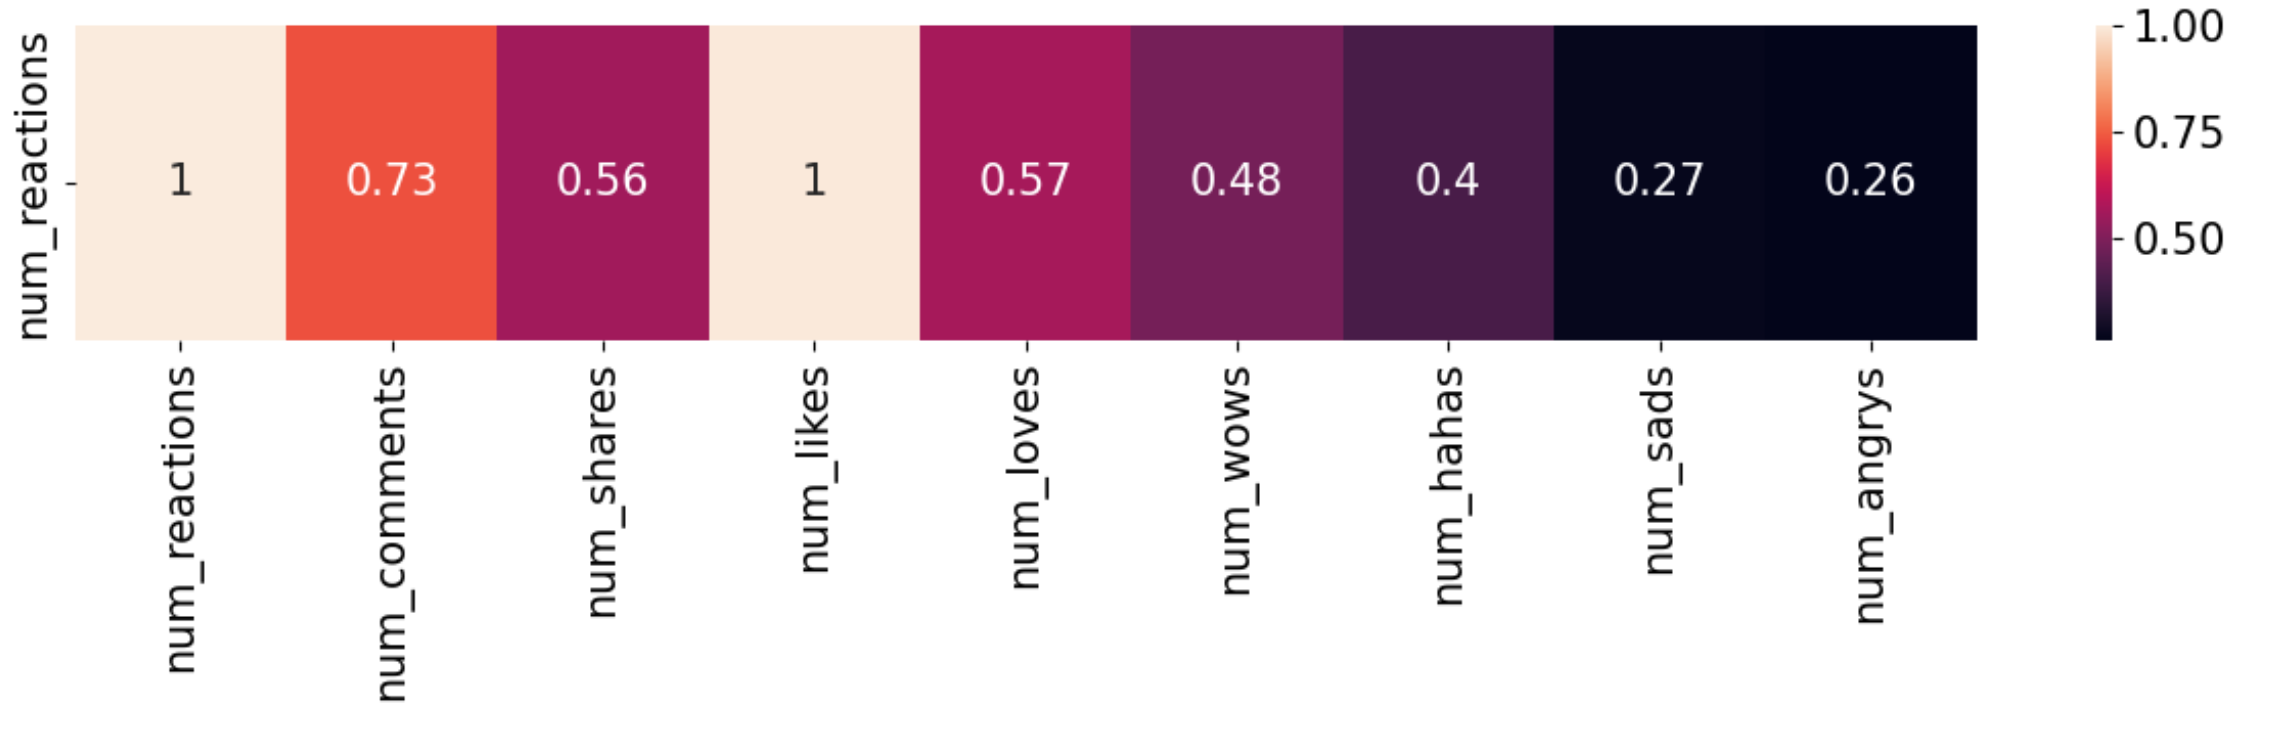 num_reactions
1 0.73 0.56 1 0.57 0.48 0.4 0.27 0.26
num_reactions
num_comments
num_shares
num_likes
num_loves
num_wows
num_hahas
num_sads
num_angrys
1.00
0.75
0.50